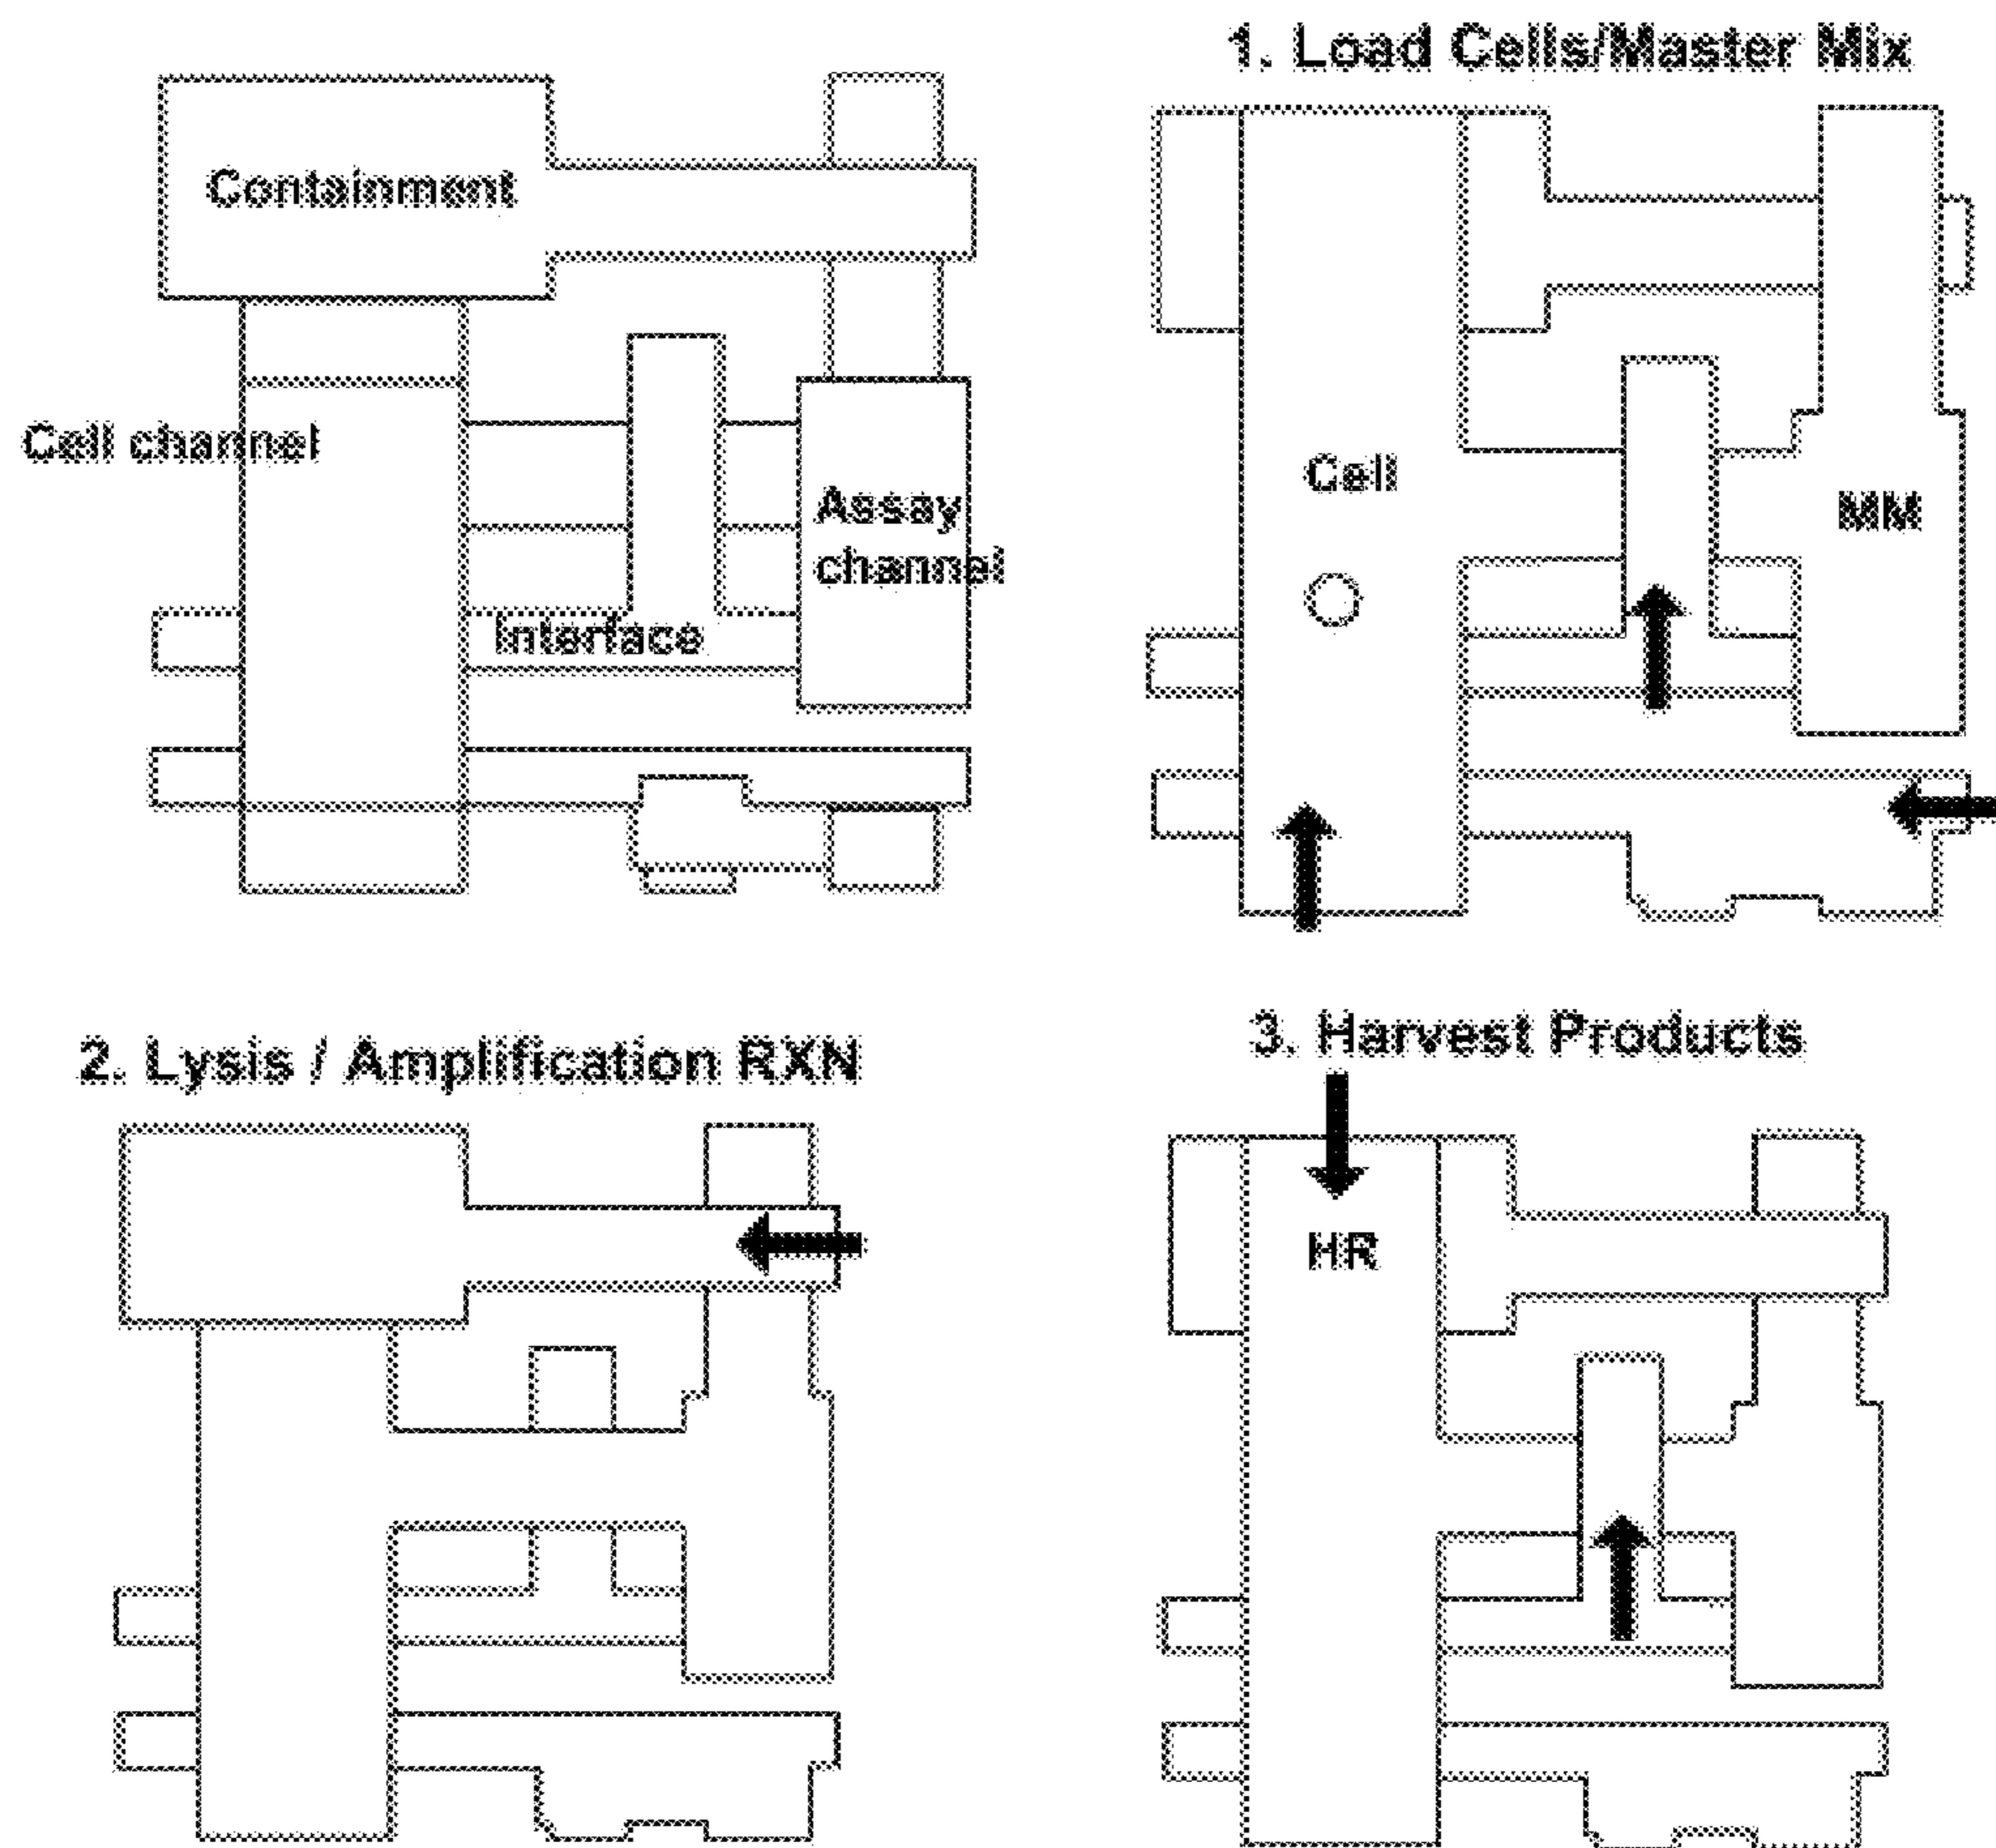 1. Load Cells/Master Mix
Containment
Cell channel
Assay
channel
Interface
Cell
MM
2. Lysis / Amplification RXN
3. Harvest Products
HR